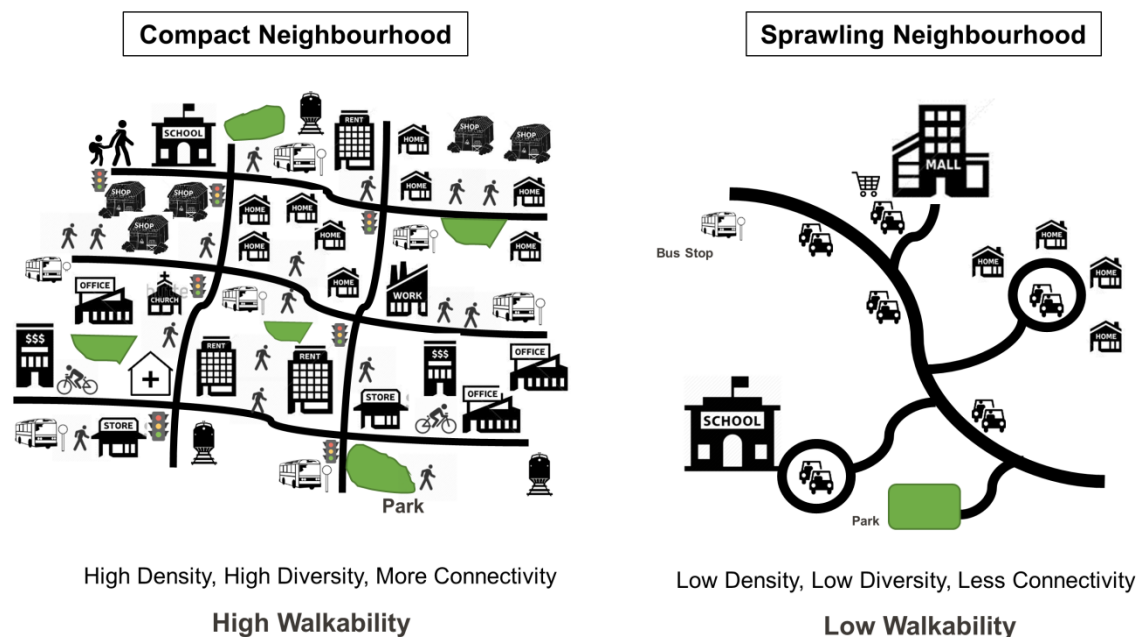 Compact Neighbourhood
Sprawling Neighbourhood
SCHOOL
RENT
HOME
SHOP
SHOP
HOME
HOME
SHOP
SHOP
HOME
HOME
SHOP
HOME
HOME
HOME
OFFICE
CHURCH
HOME
WORK
$$$
RENT
RENT
$$$
OFFICE
STORE
OFFICE
STORE
Park
High Density, High Diversity, More Connectivity
High Walkability
MALL
Bus Stop
HOME
HOME
HOME
HOME
SCHOOL
Park
Low Density, Low Diversity, Less Connectivity
Low Walkability